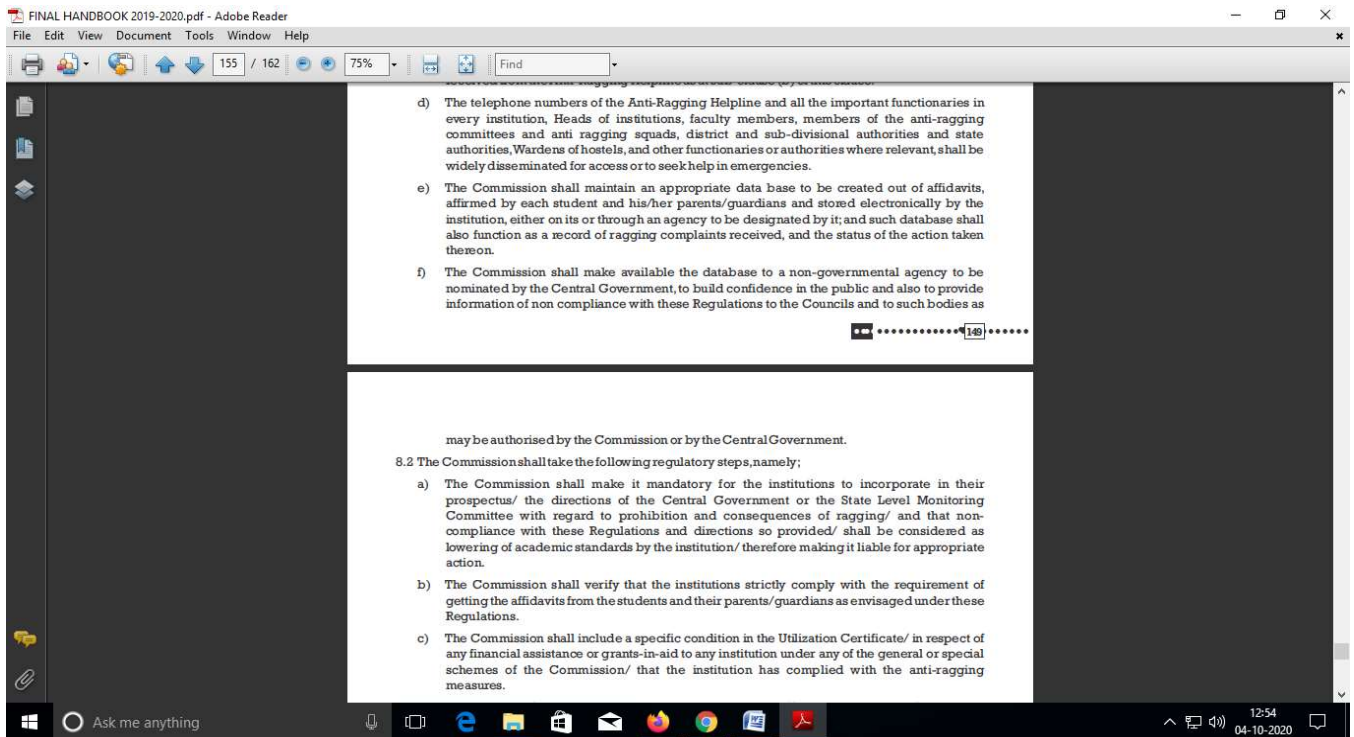 FINAL HANDBOOK 2019-2020.pdf - Adobe Reader
File Edit View Document Tools Window Help
155 / 162 75% Find
d) The telephone numbers of the Anti-Ragging Helpline and all the important functionaries in
every institution, Heads of institutions, faculty members, members of the anti-ragging
committees and anti ragging squads, district and sub-divisional authorities and state
authorities, Wardens of hostels, and other functionaries or authorities where relevant, shall be
widely disseminated for access or to seek help in emergencies.
e) The Commission shall maintain an appropriate data base to be created out of affidavits,
affirmed by each student and his/her parents/guardians and stored electronically by the
institution, either on its or through an agency to be designated by it; and such database shall
also function as a record of ragging complaints received, and the status of the action taken
thereon.
f) The Commission shall make available the database to a non-governmental agency to be
nominated by the Central Government, to build confidence in the public and also to provide
information of non compliance with these Regulations to the Councils and to such bodies as
149
may be authorised by the Commission or by the Central Government.
8.2 The Commission shall take the following regulatory steps, namely;
a) The Commission shall make it mandatory for the institutions to incorporate in their
prospectus/ the directions of the Central Government or the State Level Monitoring
Committee with regard to prohibition and consequences of ragging/ and that non-
compliance with these Regulations and directions so provided/ shall be considered as
lowering of academic standards by the institution/ therefore making it liable for appropriate
action.
b) The Commission shall verify that the institutions strictly comply with the requirement of
getting the affidavits from the students and their parents/guardians as envisaged under these
Regulations.
c) The Commission shall include a specific condition in the Utilization Certificate/ in respect of
any financial assistance or grants-in-aid to any institution under any of the general or special
schemes of the Commission/ that the institution has complied with the anti-ragging
measures.
Ask me anything
12:54
04-10-2020